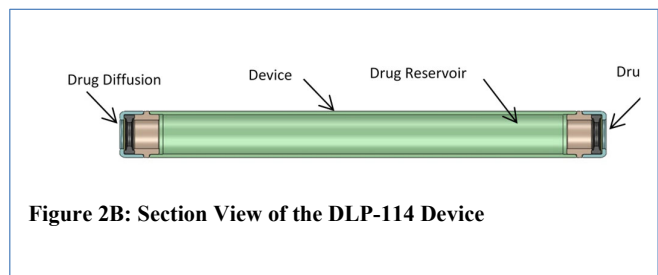 Drug Diffusion Device Drug Reservoir Dru
Figure 2B: Section View of the DLP-114 Device